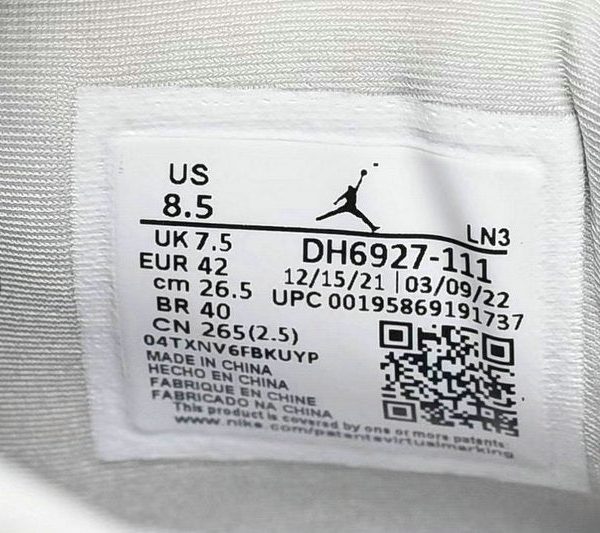 US
8.5
LN3
UK 7.5
DH6927-111
EUR 42
12/15/21 | 03/09/22
cm 26.5
UPC 00195869191737
BR 40
CN 265(2.5)
04TXNV6FBKUYP
MADE IN CHINA
HECHO EN CHINA
FABRIQUE EN CHINE
FABRICADO NA CHINA
This product is covered by one or more patents:
www.nike.com/patentsvirtualmarking